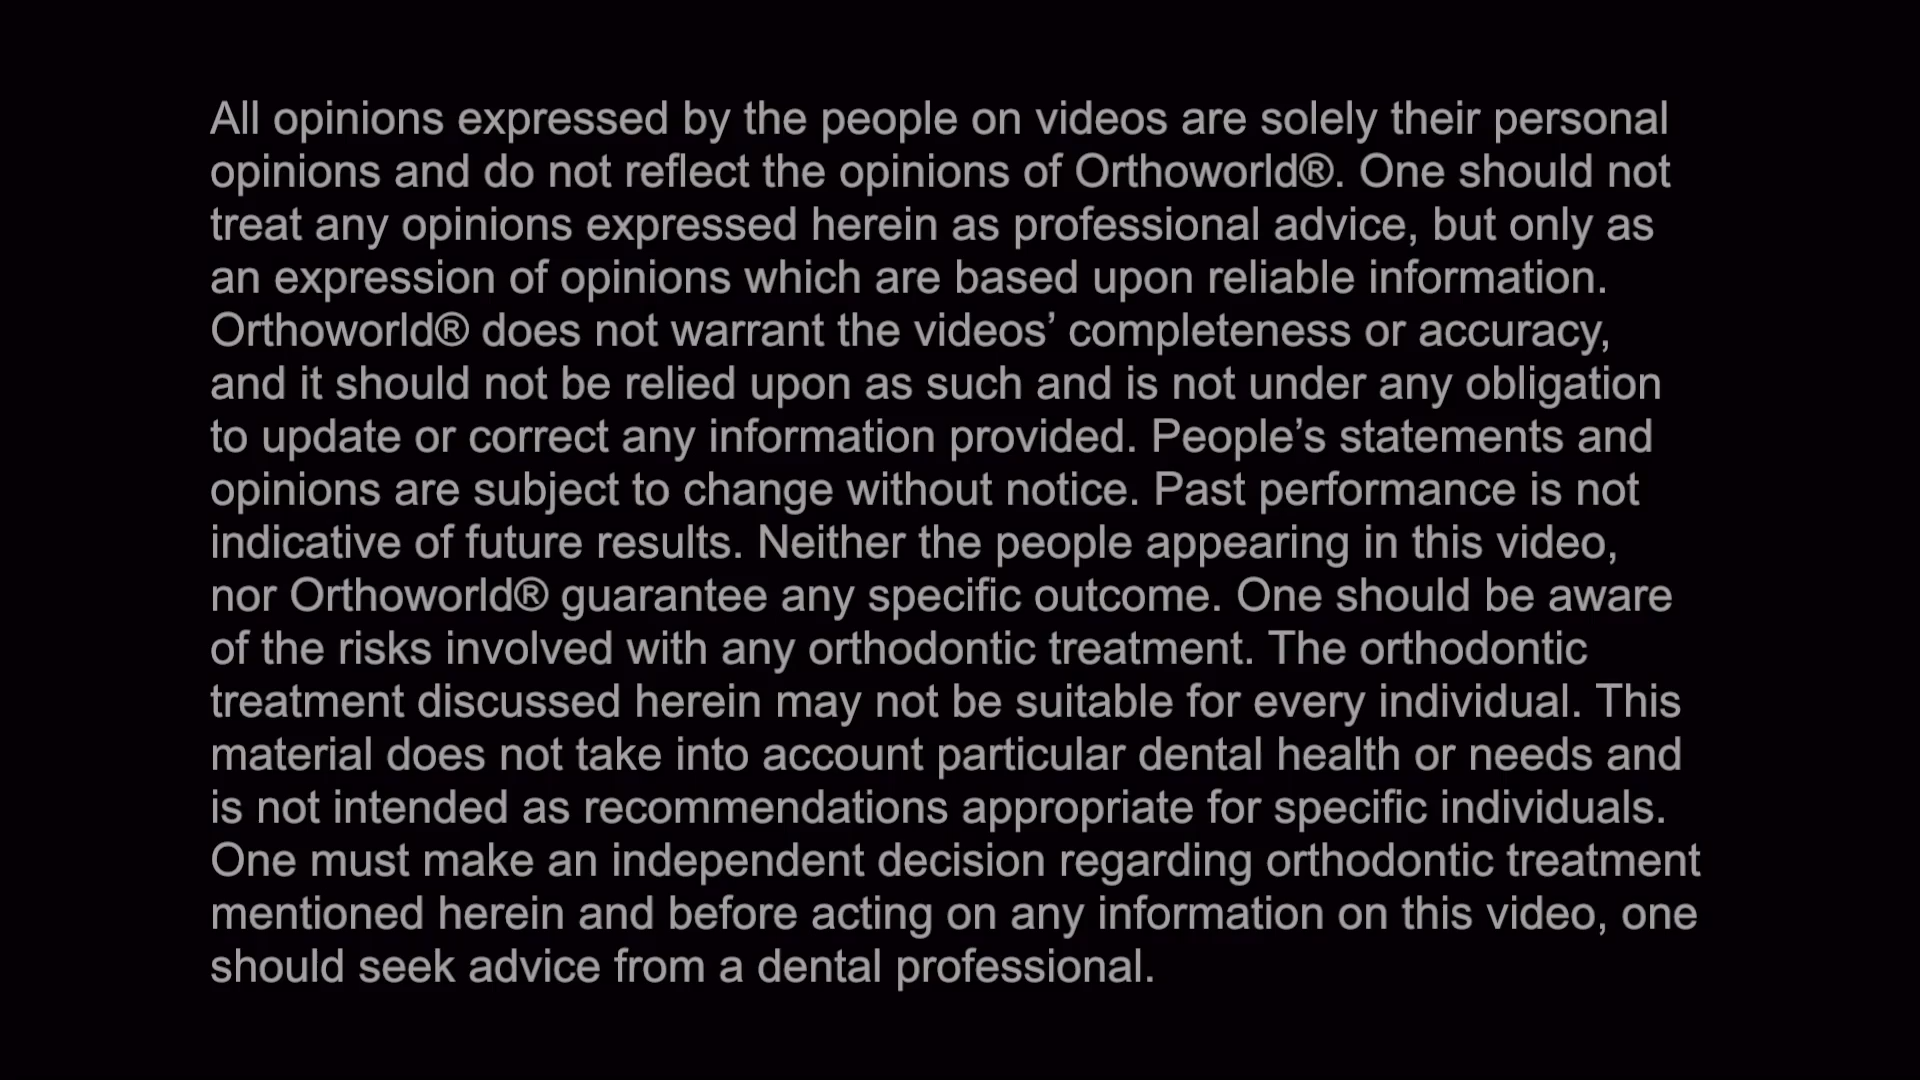 All opinions expressed by the people on videos are solely their personal
opinions and do not reflect the opinions of Orthoworld®. One should not
treat any opinions expressed herein as professional advice, but only as
an expression of opinions which are based upon reliable information.
Orthoworld® does not warrant the videos’ completeness or accuracy,
and it should not be relied upon as such and is not under any obligation
to update or correct any information provided. People’s statements and
opinions are subject to change without notice. Past performance is not
indicative of future results. Neither the people appearing in this video,
nor Orthoworld® guarantee any specific outcome. One should be aware
of the risks involved with any orthodontic treatment. The orthodontic
treatment discussed herein may not be suitable for every individual. This
material does not take into account particular dental health or needs and
is not intended as recommendations appropriate for specific individuals.
One must make an independent decision regarding orthodontic treatment
mentioned herein and before acting on any information on this video, one
should seek advice from a dental professional.